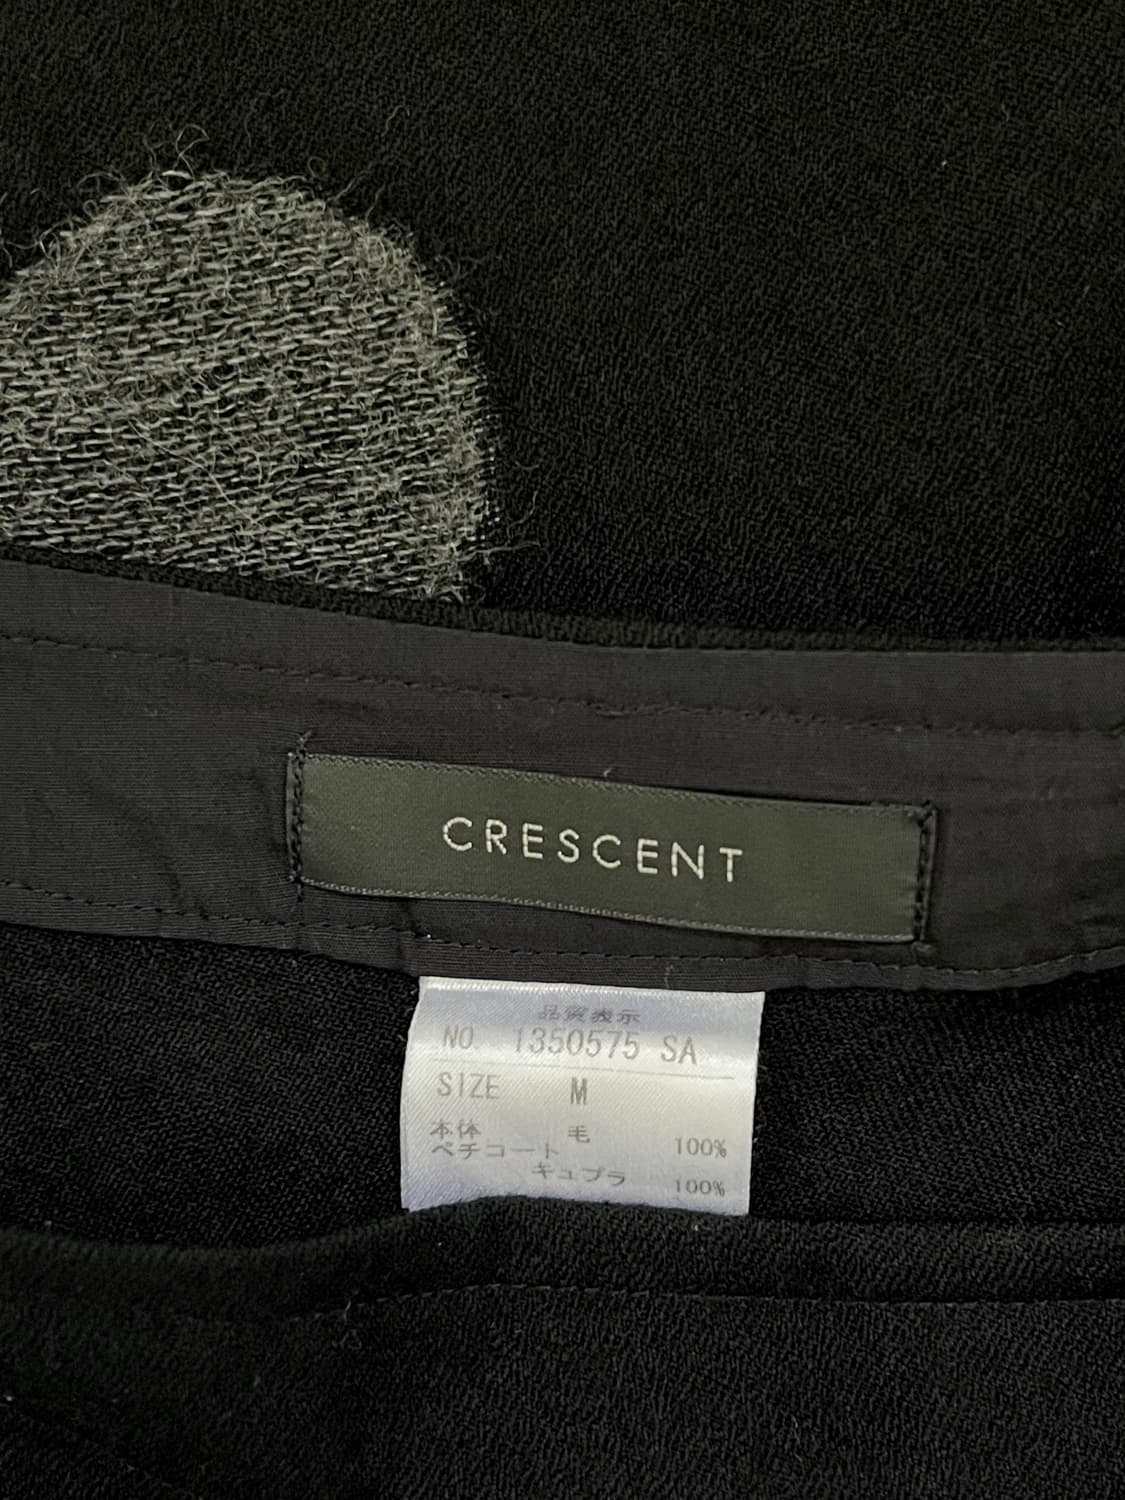 CRESCENT
品質表示
NO. 1350575 SA
SIZE M
本体 毛 100%
ペチコート
キュプラ 100%